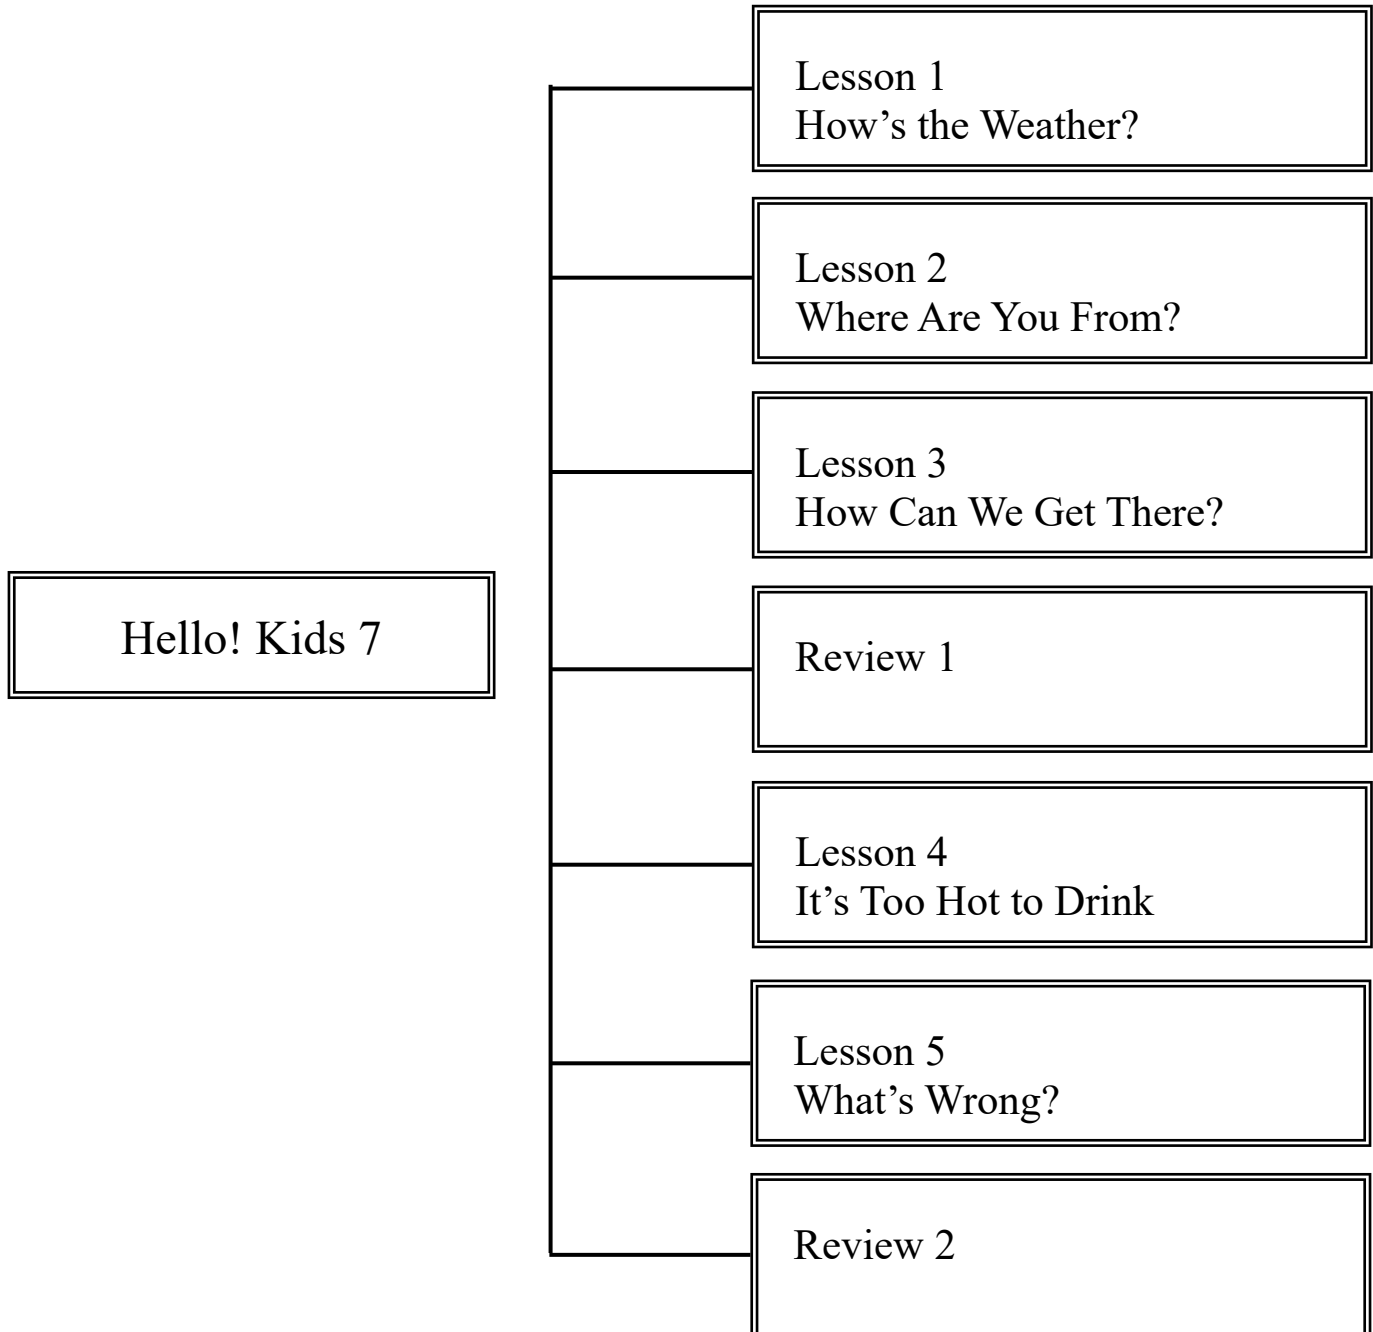 Lesson 1
How’s the Weather?
Lesson 2
Where Are You From?
Lesson 3
How Can We Get There?
Hello! Kids 7
Review 1
Lesson 4
It’s Too Hot to Drink
Lesson 5
What’s Wrong?
Review 2